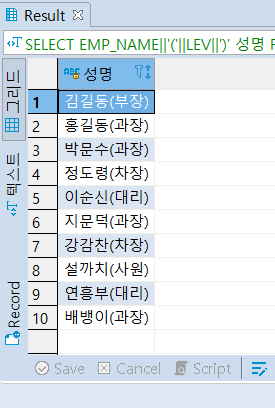 Result
SELECT EMP_NAME||'('||LEV||')' 성명 F
그리드
텍스트
Record
성명
1 김길동(부장)
2 홍길동(과장)
3 박문수(과장)
4 정도령(차장)
5 이순신(대리)
6 지문덕(과장)
7 강감찬(차장)
8 설까치(사원)
9 연흥부(대리)
10 배뱅이(과장)
Save Cancel Script